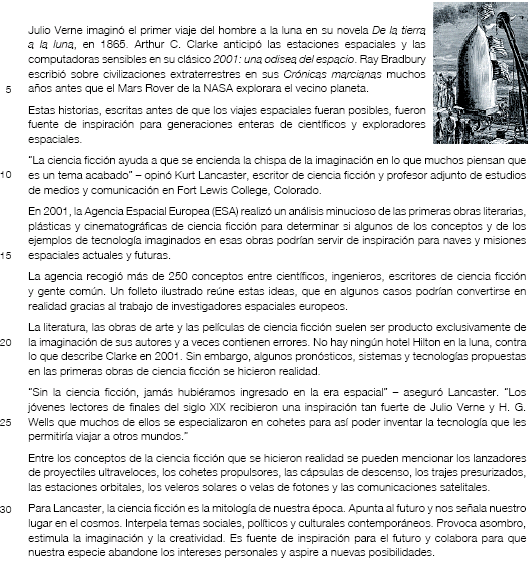 Julio Verne imaginó el primer viaje del hombre a la luna en su novela De la tierra
a la luna, en 1865. Arthur C. Clarke anticipó las estaciones espaciales y las
computadoras sensibles en su clásico 2001: una odisea del espacio. Ray Bradbury
escribió sobre civilizaciones extraterrestres en sus Crónicas marcianas muchos
5 años antes que el Mars Rover de la NASA explorara el vecino planeta.
Estas historias, escritas antes de que los viajes espaciales fueran posibles, fueron
fuente de inspiración para generaciones enteras de científicos y exploradores
espaciales.
“La ciencia ficción ayuda a que se encienda la chispa de la imaginación en lo que muchos piensan que
10 es un tema acabado” – opinó Kurt Lancaster, escritor de ciencia ficción y profesor adjunto de estudios
de medios y comunicación en Fort Lewis College, Colorado.
En 2001, la Agencia Espacial Europea (ESA) realizó un análisis minucioso de las primeras obras literarias,
plásticas y cinematográficas de ciencia ficción para determinar si algunos de los conceptos y de los
ejemplos de tecnología imaginados en esas obras podrían servir de inspiración para naves y misiones
15 espaciales actuales y futuras.
La agencia recogió más de 250 conceptos entre científicos, ingenieros, escritores de ciencia ficción
y gente común. Un folleto ilustrado reúne estas ideas, que en algunos casos podrían convertirse en
realidad gracias al trabajo de investigadores espaciales europeos.
La literatura, las obras de arte y las películas de ciencia ficción suelen ser producto exclusivamente de
20 la imaginación de sus autores y a veces contienen errores. No hay ningún hotel Hilton en la luna, contra
lo que describe Clarke en 2001. Sin embargo, algunos pronósticos, sistemas y tecnologías propuestas
en las primeras obras de ciencia ficción se hicieron realidad.
“Sin la ciencia ficción, jamás hubiéramos ingresado en la era espacial” – aseguró Lancaster. “Los
jóvenes lectores de finales del siglo XIX recibieron una inspiración tan fuerte de Julio Verne y H. G.
25 Wells que muchos de ellos se especializaron en cohetes para así poder inventar la tecnología que les
permitiría viajar a otros mundos.”
Entre los conceptos de la ciencia ficción que se hicieron realidad se pueden mencionar los lanzadores
de proyectiles ultraveloces, los cohetes propulsores, las cápsulas de descenso, los trajes presurizados,
las estaciones orbitales, los veleros solares o velas de fotones y las comunicaciones satelitales.
30 Para Lancaster, la ciencia ficción es la mitología de nuestra época. Apunta al futuro y nos señala nuestro
lugar en el cosmos. Interpela temas sociales, políticos y culturales contemporáneos. Provoca asombro,
estimula la imaginación y la creatividad. Es fuente de inspiración para el futuro y colabora para que
nuestra especie abandone los intereses personales y aspire a nuevas posibilidades.